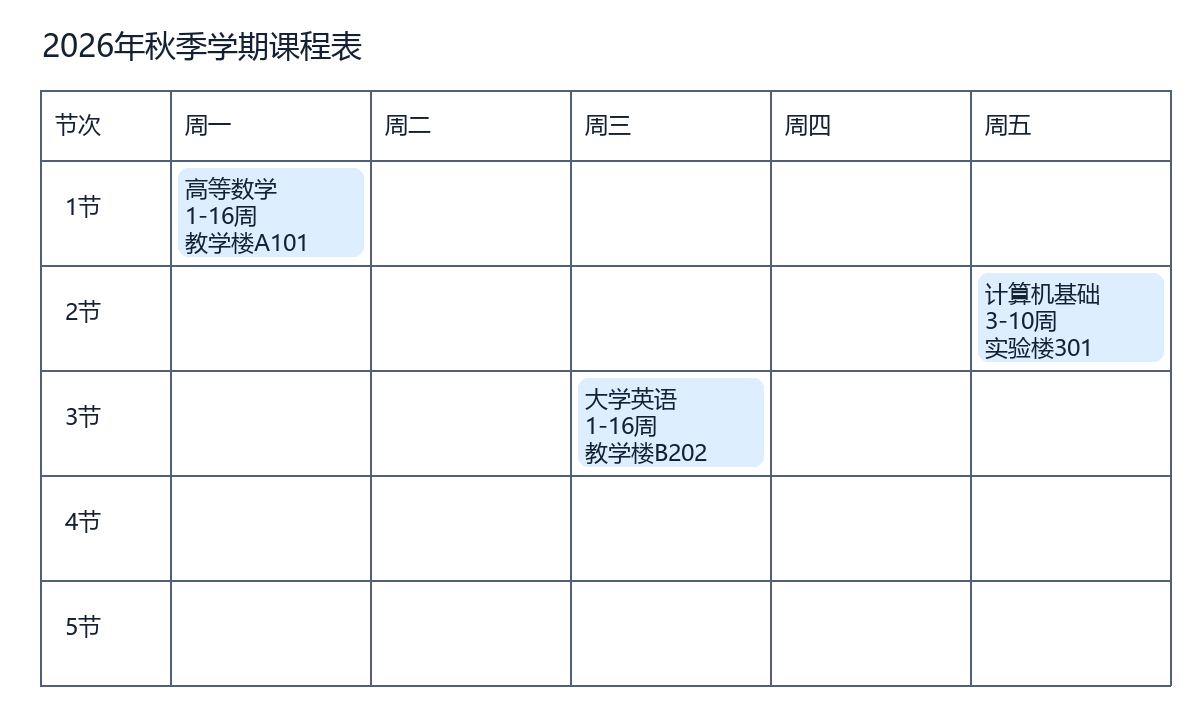 2026年秋季学期课程表
节次 周一 周二 周三 周四 周五
1节
高等数学
1-16周
教学楼A101
2节
计算机基础
3-10周
实验楼301
3节
大学英语
1-16周
教学楼B202
4节
5节